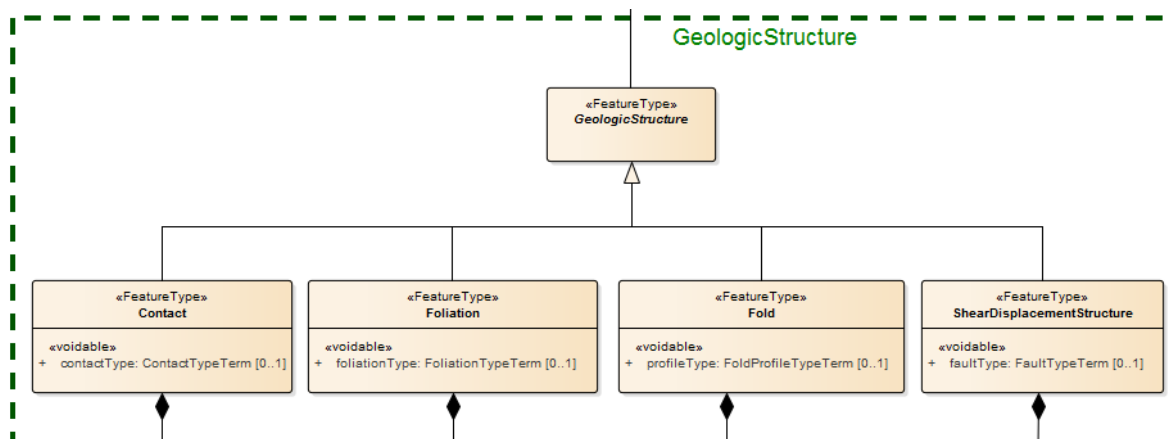 GeologicStructure
«FeatureType»
GeologicStructure
«FeatureType»
Contact
«voidable»
+ contactType: ContactTypeTerm [0..1]
«FeatureType»
Foliation
«voidable»
+ foliationType: FoliationTypeTerm [0..1]
«FeatureType»
Fold
«voidable»
+ profileType: FoldProfileTypeTerm [0..1]
«FeatureType»
ShearDisplacementStructure
«voidable»
+ faultType: FaultTypeTerm [0..1]